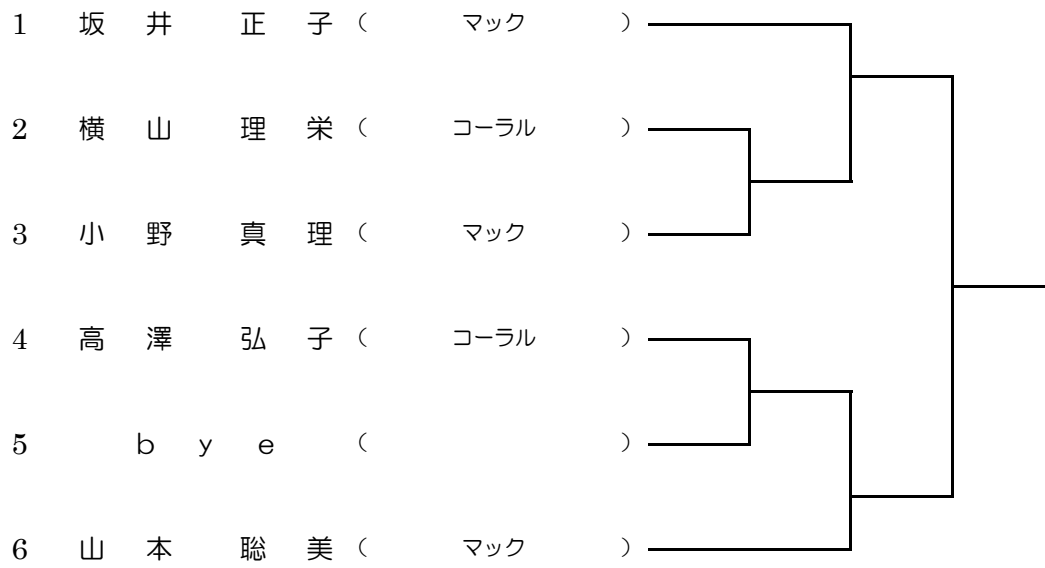 1 坂井 正子（ マック ）
2 横山 理栄（ コーラル ）
3 小野 真理（ マック ）
4 高澤 弘子（ コーラル ）
5 ｂｙｅ（ ）
6 山本 聡美（ マック ）